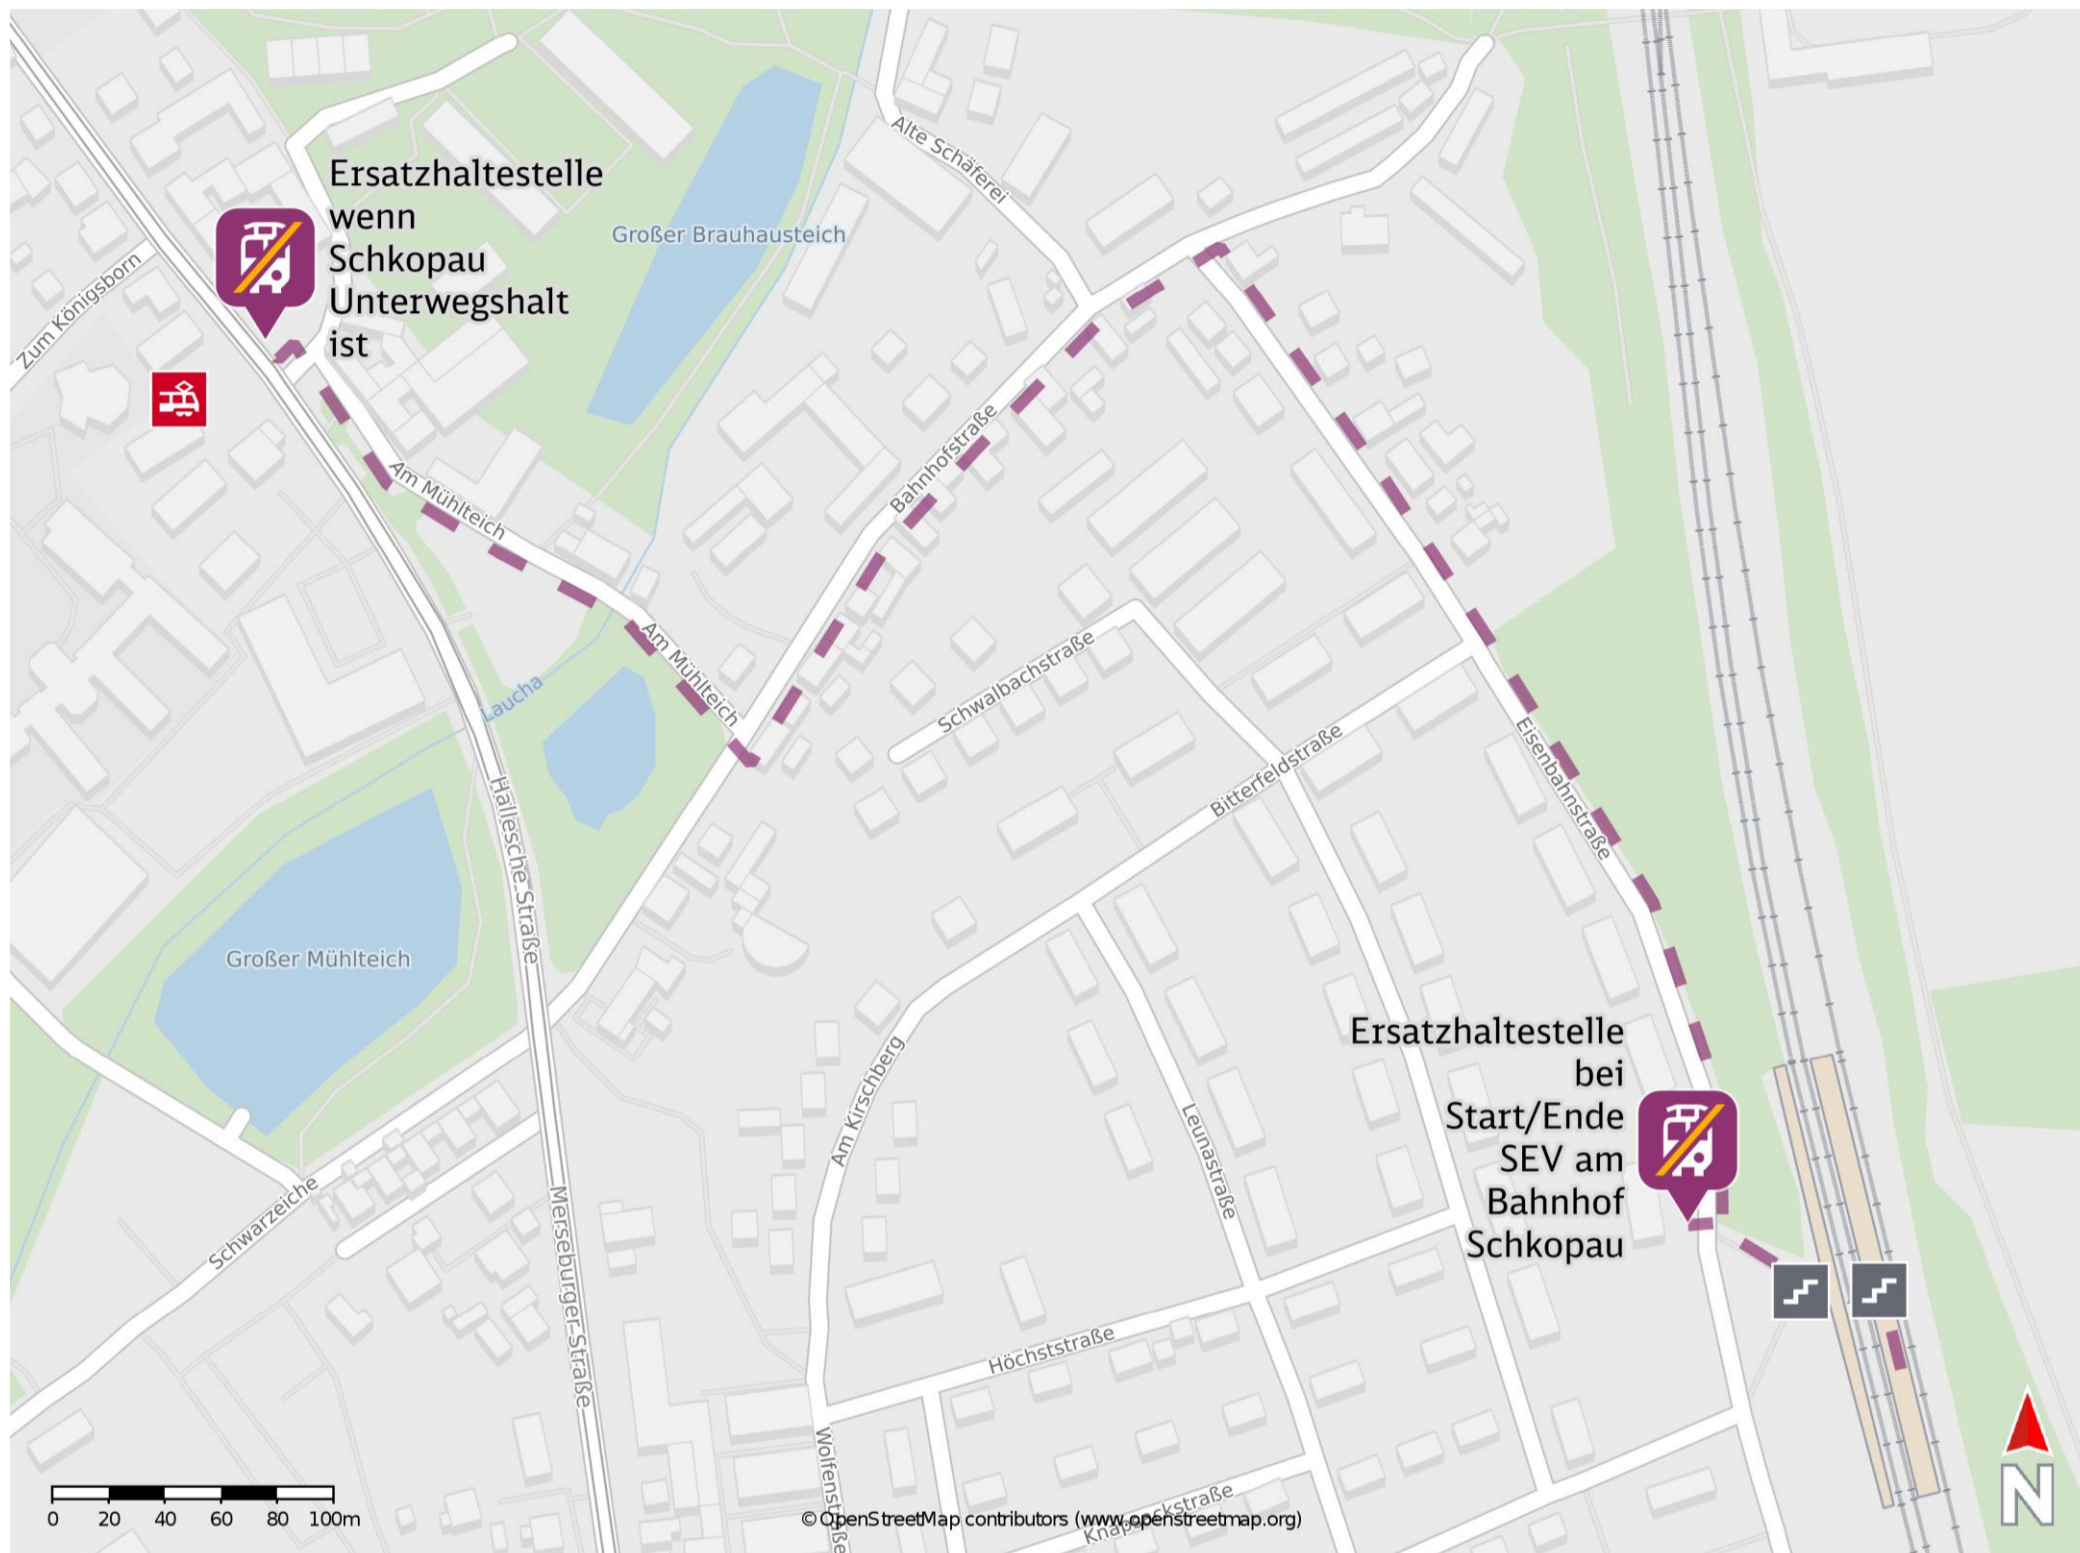 Alte Schäferei
Ersatzhaltestelle
wenn
Schkopau
Unterwegshalt
ist
Großer Brauhausteich
Zum Königsborn
Am Mühlteich
Bahnhofstraße
Am Mühlteich
Schwalbachstraße
Laucha
Bitterfeldstraße
Eisenbahnstraße
Hallesche-Straße
Großer Mühlteich
Ersatzhaltestelle
bei
Start/Ende
SEV am
Bahnhof
Schkopau
Am Kirschberg
Leunastraße
Schwarzeiche
Merseburger-Straße
Höchststraße
Wolfenstraße
Knapsackstraße
N
0 20 40 60 80 100m
©OpenStreetMap contributors (www.openstreetmap.org)